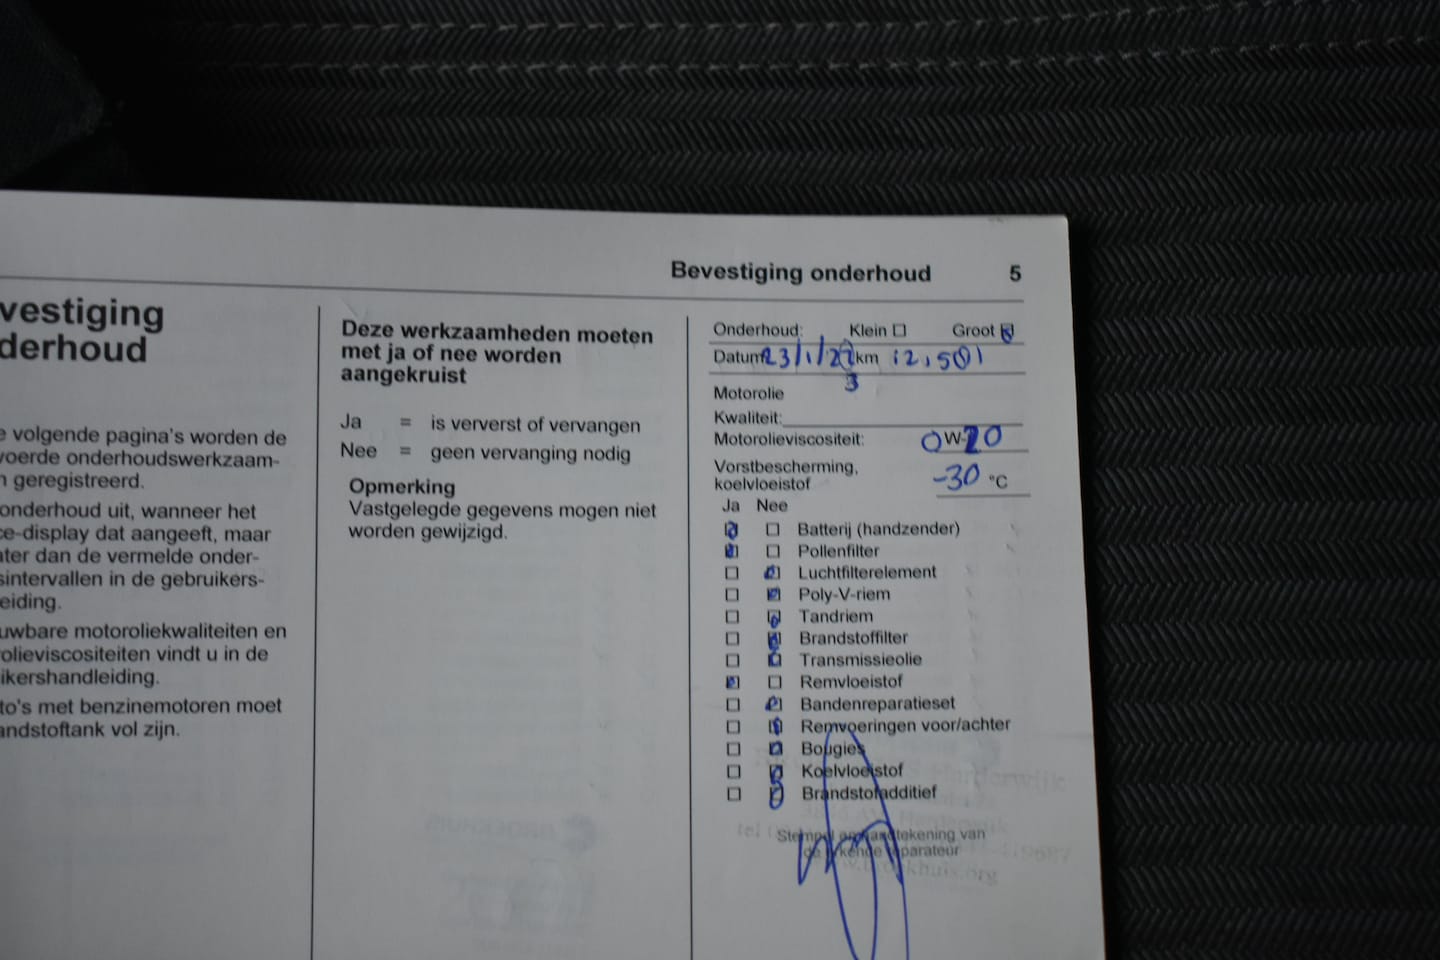 Bevestiging onderhoud 5
vestiging
derhoud
e volgende pagina's worden de
voerde onderhoudswerkzaam-
n geregistreerd.
onderhoud uit, wanneer het
ce-display dat aangeeft, maar
ater dan de vermelde onder-
sintervallen in de gebruikers-
eiding.
uwbare motoroliekwaliteiten en
olieviscositeiten vindt u in de
ikershandleiding.
to's met benzinemotoren moet
andstoftank vol zijn.
Deze werkzaamheden moeten
met ja of nee worden
aangekruist
Ja = is ververst of vervangen
Nee = geen vervanging nodig
Opmerking
Vastgelegde gegevens mogen niet
worden gewijzigd.
Onderhoud: Klein Groot
Datum 23/1/22 km 12,501
3
Motorolie
Kwaliteit:
Motorolieviscositeit: 0W-20
Vorstbescherming,
koelvloeistof -30 °C
Ja Nee
Batterij (handzender)
Pollenfilter
Luchtfilterelement
Poly-V-riem
Tandriem
Brandstoffilter
Transmissieolie
Remvloeistof
Bandenreparatieset
Remvoeringen voor/achter
Bougies
Koelvloeistof
Brandstofadditief
Stempel en handtekening van
de erkende reparateur